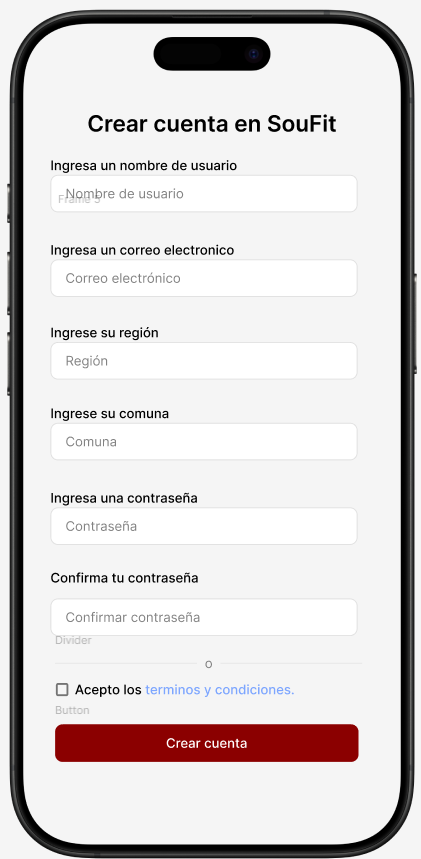 Crear cuenta en SouFit
Ingresa un nombre de usuario
Nombre de usuario
Frame 5
Ingresa un correo electronico
Correo electrónico
Ingrese su región
Región
Ingrese su comuna
Comuna
Ingresa una contraseña
Contraseña
Confirma tu contraseña
Confirmar contraseña
Divider
o
Acepto los terminos y condiciones.
Button
Crear cuenta